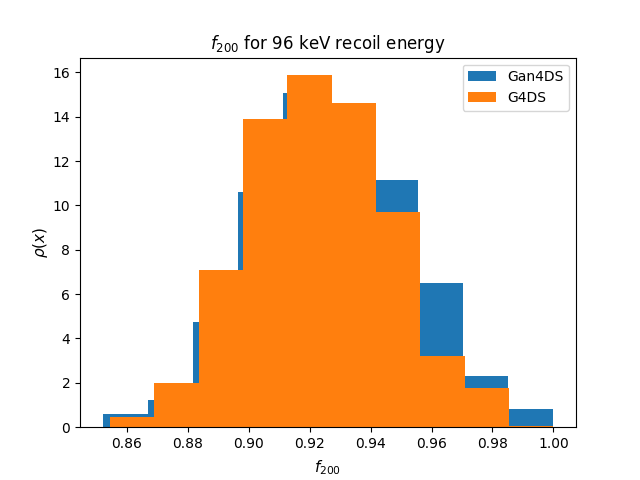 f₂₀₀ for 96 keV recoil energy
Gan4DS
G4DS
ρ(x)
16
14
12
10
8
6
4
2
0
0.86 0.88 0.90 0.92 0.94 0.96 0.98 1.00
f₂₀₀